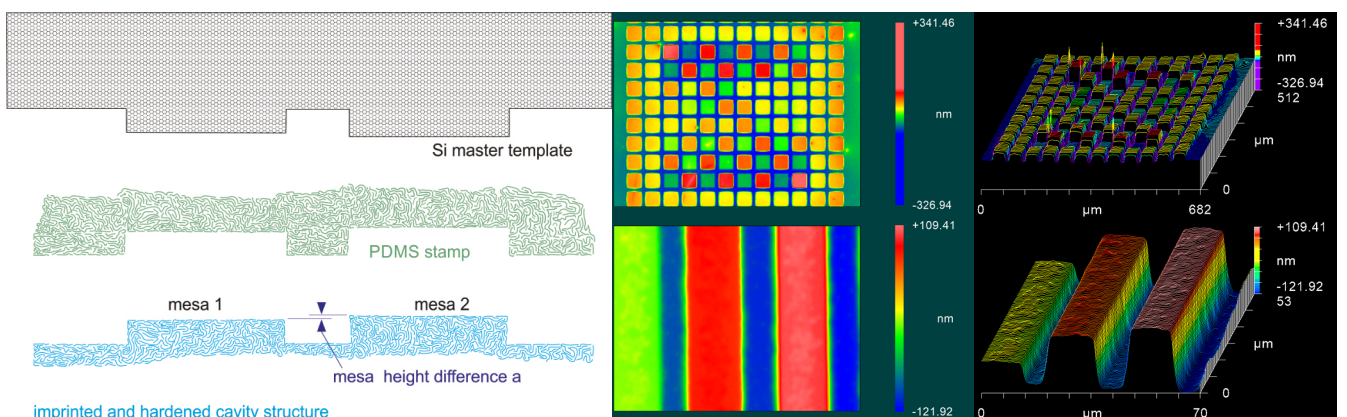 Si master template
PDMS stamp
mesa 1
mesa 2
mesa height difference a
imprinted and hardened cavity structure
+341.46
nm
-326.94
+109.41
nm
-121.92
+341.46
nm
-326.94
512
µm
0
0
µm
682
+109.41
nm
-121.92
53
µm
0
0
µm
70